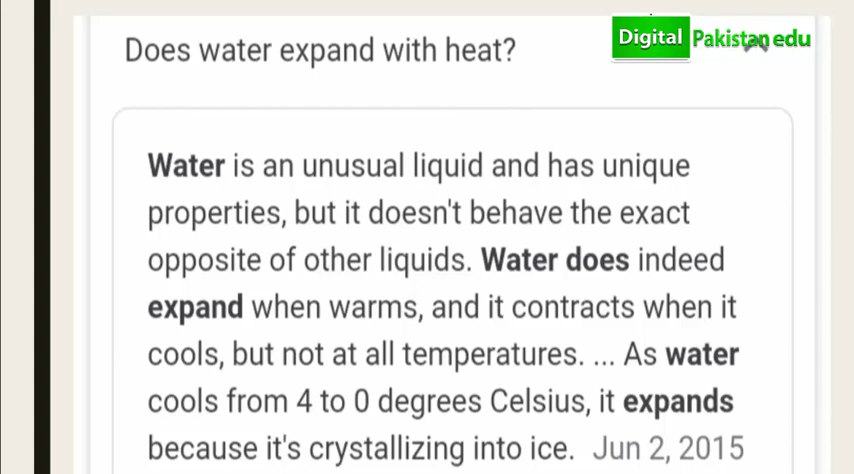 Digital Pakistan edu
Does water expand with heat?
Water is an unusual liquid and has unique
properties, but it doesn't behave the exact
opposite of other liquids. Water does indeed
expand when warms, and it contracts when it
cools, but not at all temperatures. ... As water
cools from 4 to 0 degrees Celsius, it expands
because it's crystallizing into ice. Jun 2, 2015